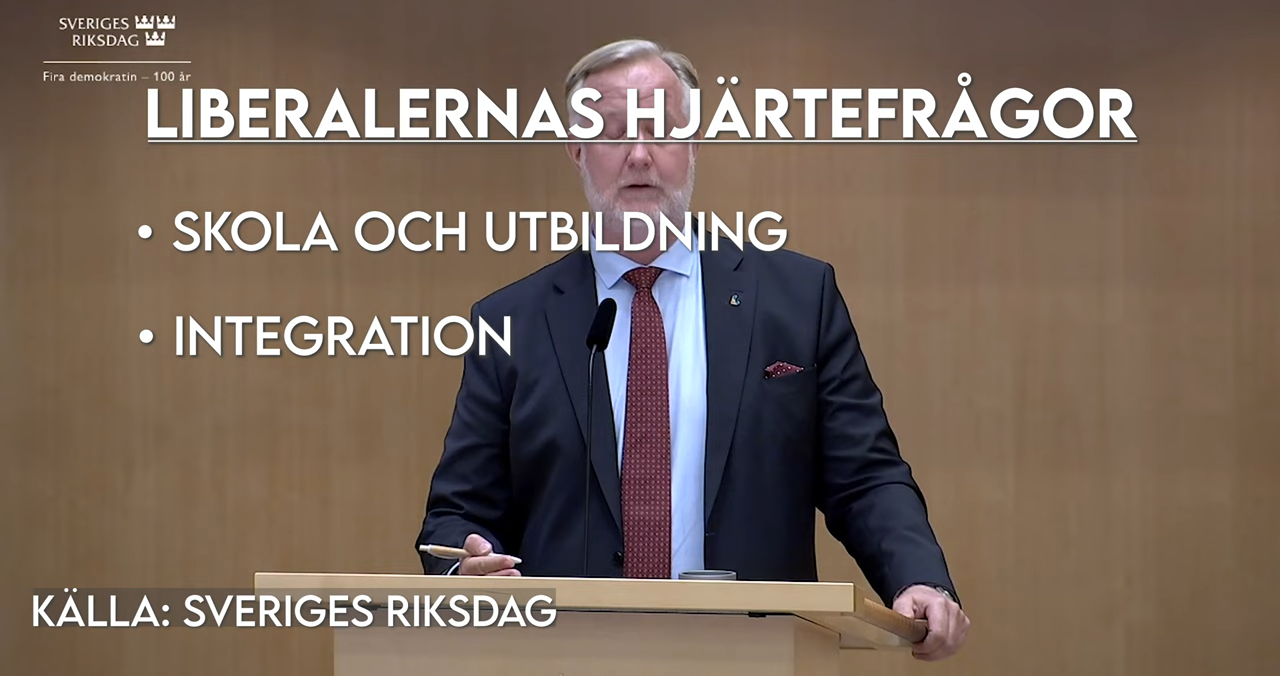 SVERIGES
RIKSDAG
Fira demokratin – 100 år
LIBERALERNAS HJÄRTEFRÅGOR
• SKOLA OCH UTBILDNING
• INTEGRATION
KÄLLA: SVERIGES RIKSDAG